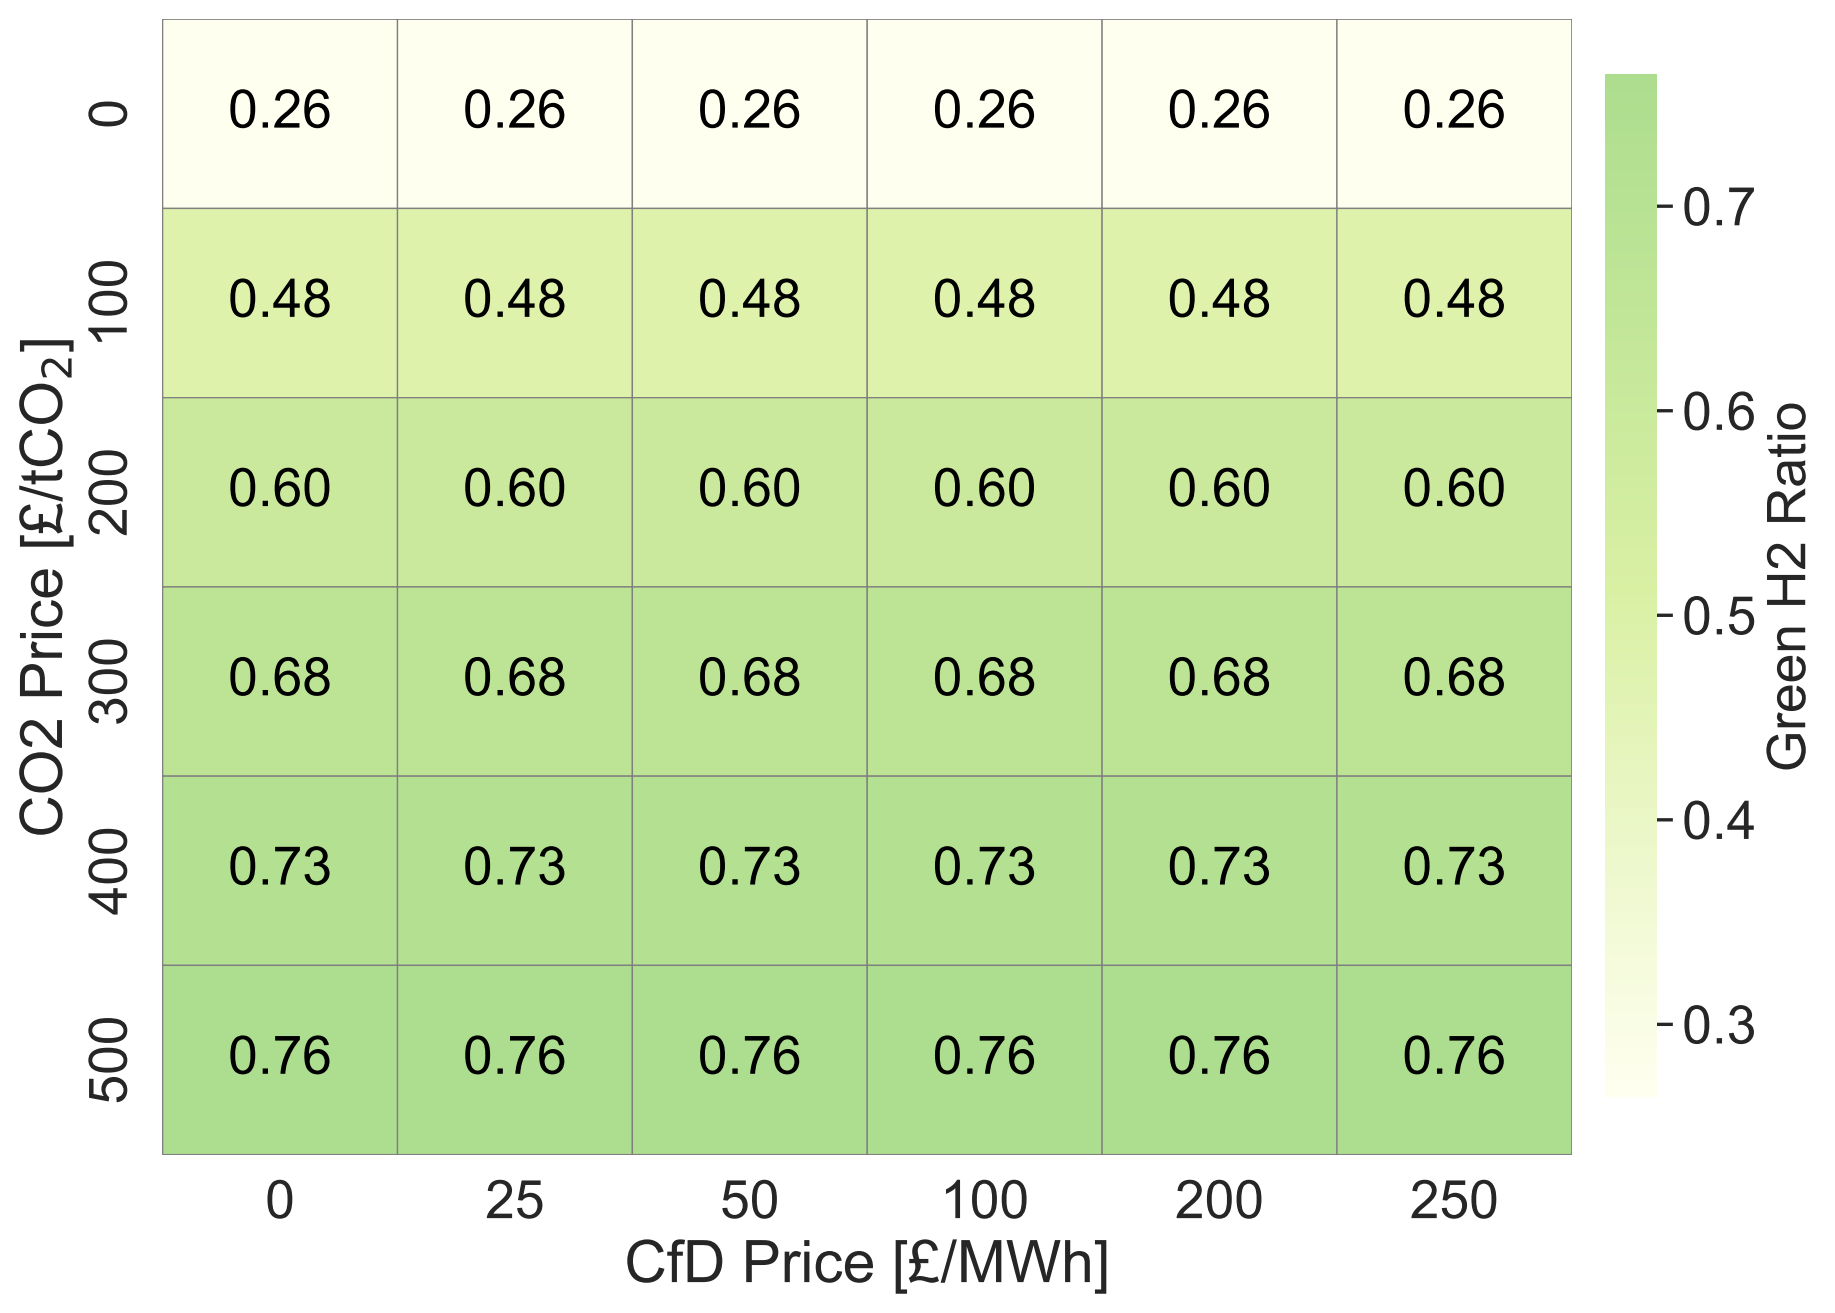 0 0.26 0.26 0.26 0.26 0.26 0.26
100 0.48 0.48 0.48 0.48 0.48 0.48
200 0.60 0.60 0.60 0.60 0.60 0.60
300 0.68 0.68 0.68 0.68 0.68 0.68
400 0.73 0.73 0.73 0.73 0.73 0.73
500 0.76 0.76 0.76 0.76 0.76 0.76
0 25 50 100 200 250
CfD Price [£/MWh]
CO2 Price [£/tCO₂]
0.7
0.6
0.5
0.4
0.3
Green H2 Ratio